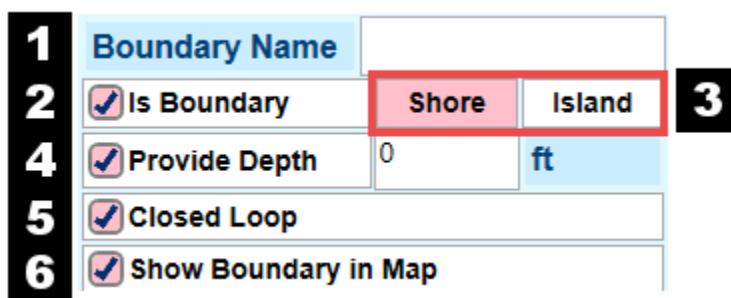 1 Boundary Name
2 Is Boundary Shore Island 3
4 Provide Depth 0 ft
5 Closed Loop
6 Show Boundary in Map